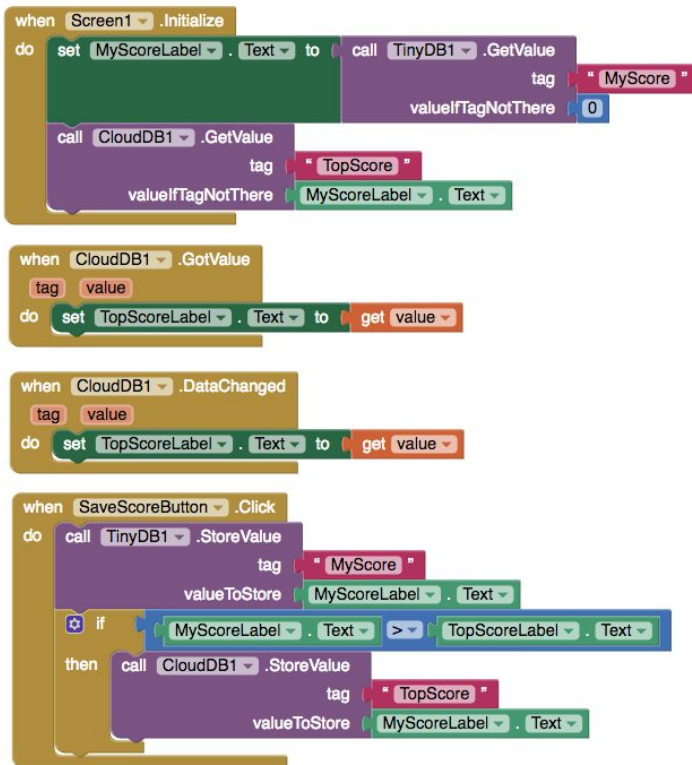 when Screen1 .Initialize
do set MyScoreLabel . Text to call TinyDB1 .GetValue
tag " MyScore "
valueIfTagNotThere 0
call CloudDB1 .GetValue
tag " TopScore "
valueIfTagNotThere MyScoreLabel . Text
when CloudDB1 .GotValue
tag value
do set TopScoreLabel . Text to get value
when CloudDB1 .DataChanged
tag value
do set TopScoreLabel . Text to get value
when SaveScoreButton .Click
do call TinyDB1 .StoreValue
tag " MyScore "
valueToStore MyScoreLabel . Text
if MyScoreLabel . Text > TopScoreLabel . Text
then call CloudDB1 .StoreValue
tag " TopScore "
valueToStore MyScoreLabel . Text